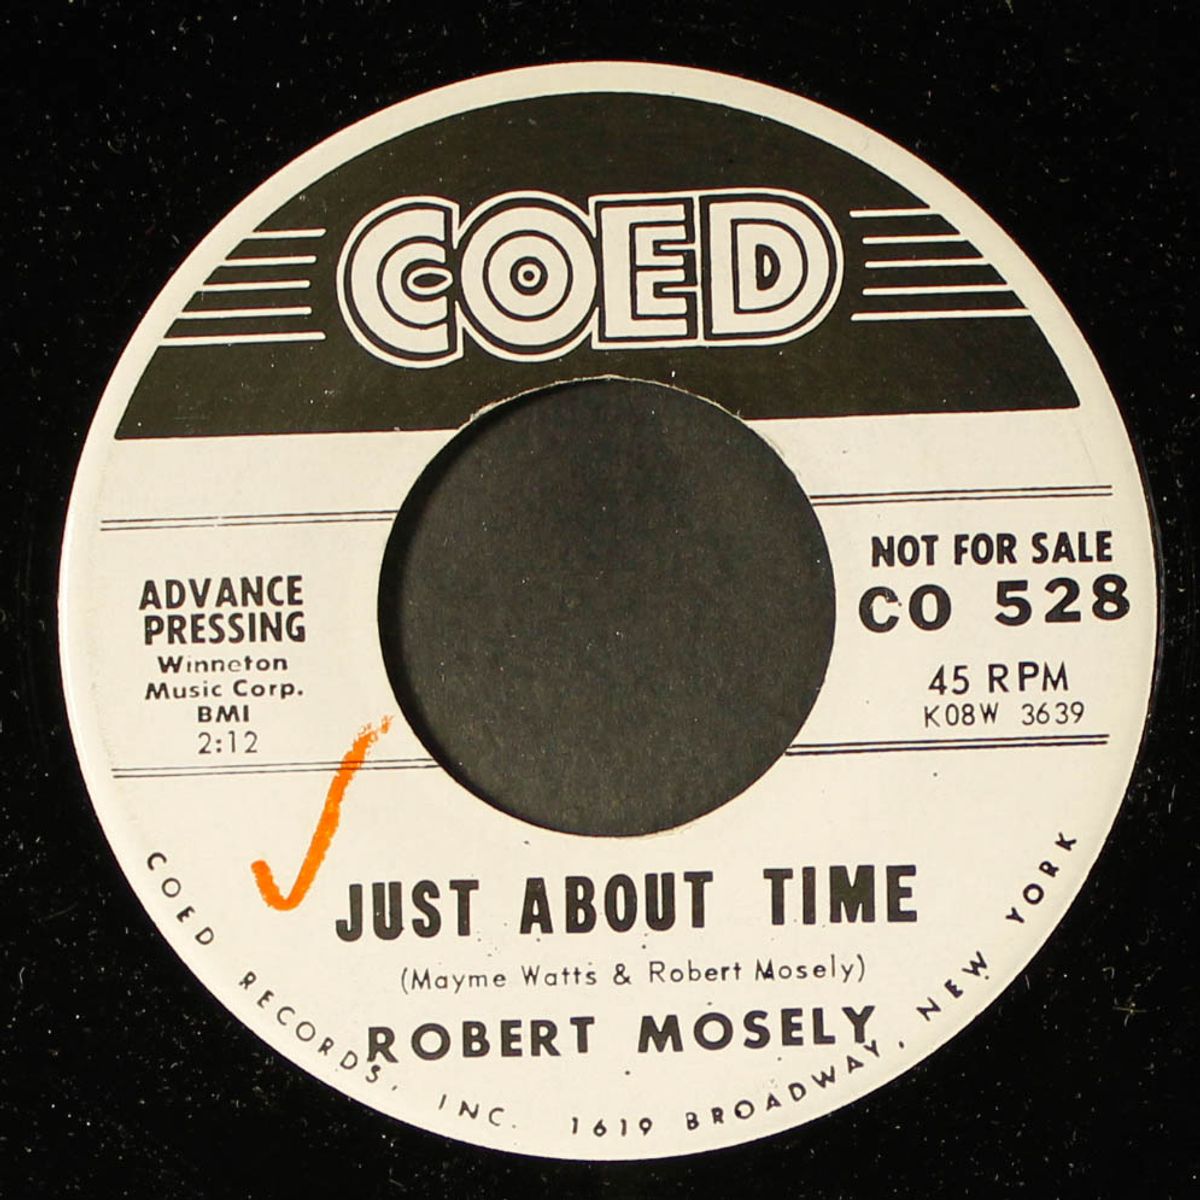 COED
ADVANCE
PRESSING
Winneton
Music Corp.
BMI
2:12
NOT FOR SALE
CO 528
45 RPM
K08W 3639
JUST ABOUT TIME
(Mayme Watts & Robert Mosely)
ROBERT MOSELY
COED RECORDS, INC. 1619 BROADWAY, NEW YORK